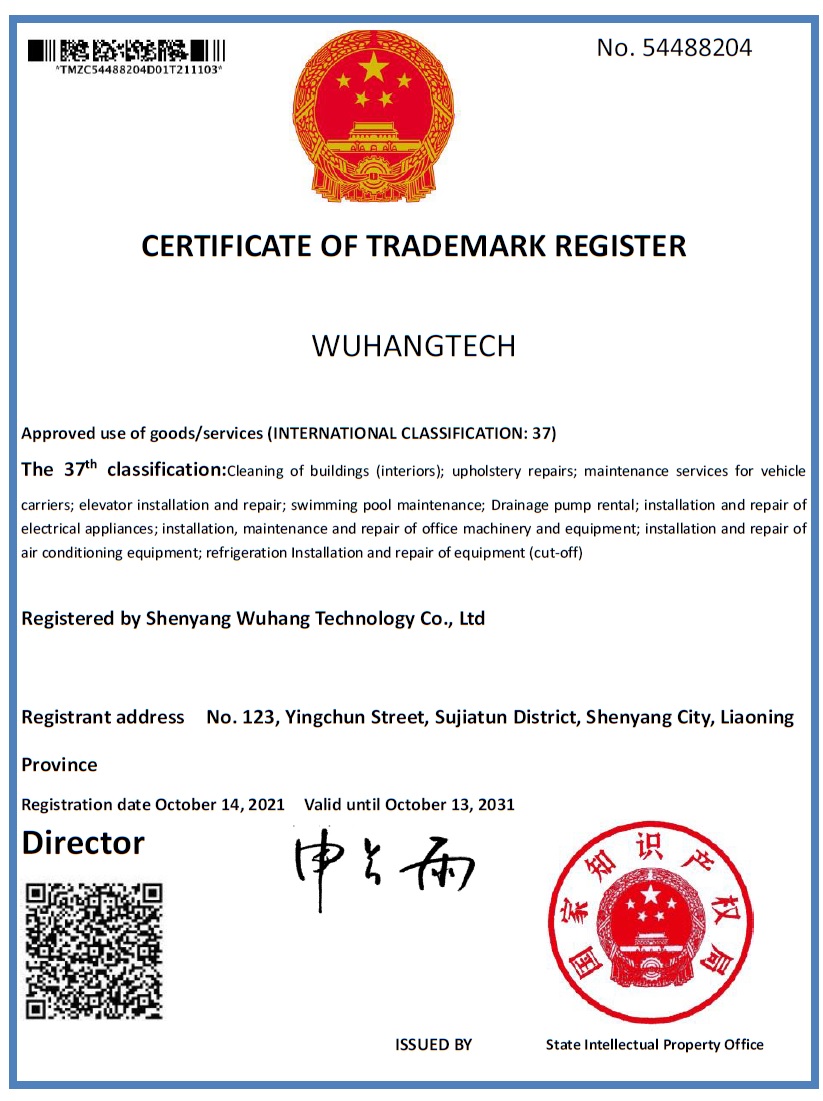 *TMZC54488204D01T211103*
No. 54488204
CERTIFICATE OF TRADEMARK REGISTER
WUHANGTECH
Approved use of goods/services (INTERNATIONAL CLASSIFICATION: 37)
The 37th classification:Cleaning of buildings (interiors); upholstery repairs; maintenance services for vehicle
carriers; elevator installation and repair; swimming pool maintenance; Drainage pump rental; installation and repair of
electrical appliances; installation, maintenance and repair of office machinery and equipment; installation and repair of
air conditioning equipment; refrigeration Installation and repair of equipment (cut-off)
Registered by Shenyang Wuhang Technology Co., Ltd
Registrant address No. 123, Yingchun Street, Sujiatun District, Shenyang City, Liaoning
Province
Registration date October 14, 2021 Valid until October 13, 2031
Director
申长雨
国家知识产权局
ISSUED BY
State Intellectual Property Office